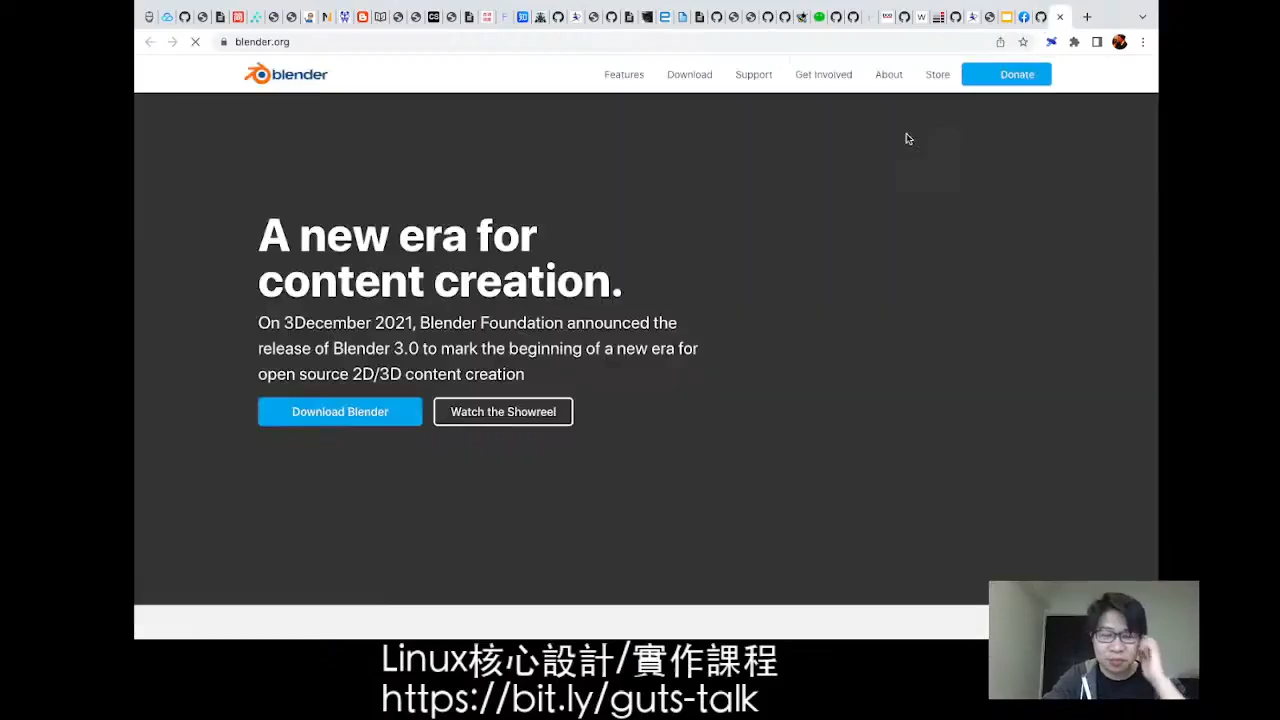 blender.org
blender
Features
Download
Support
Get Involved
About
Store
Donate
A new era for
content creation.
On 3December 2021, Blender Foundation announced the
release of Blender 3.0 to mark the beginning of a new era for
open source 2D/3D content creation
Download Blender
Watch the Showreel
Linux核心設計/實作課程
https://bit.ly/guts-talk